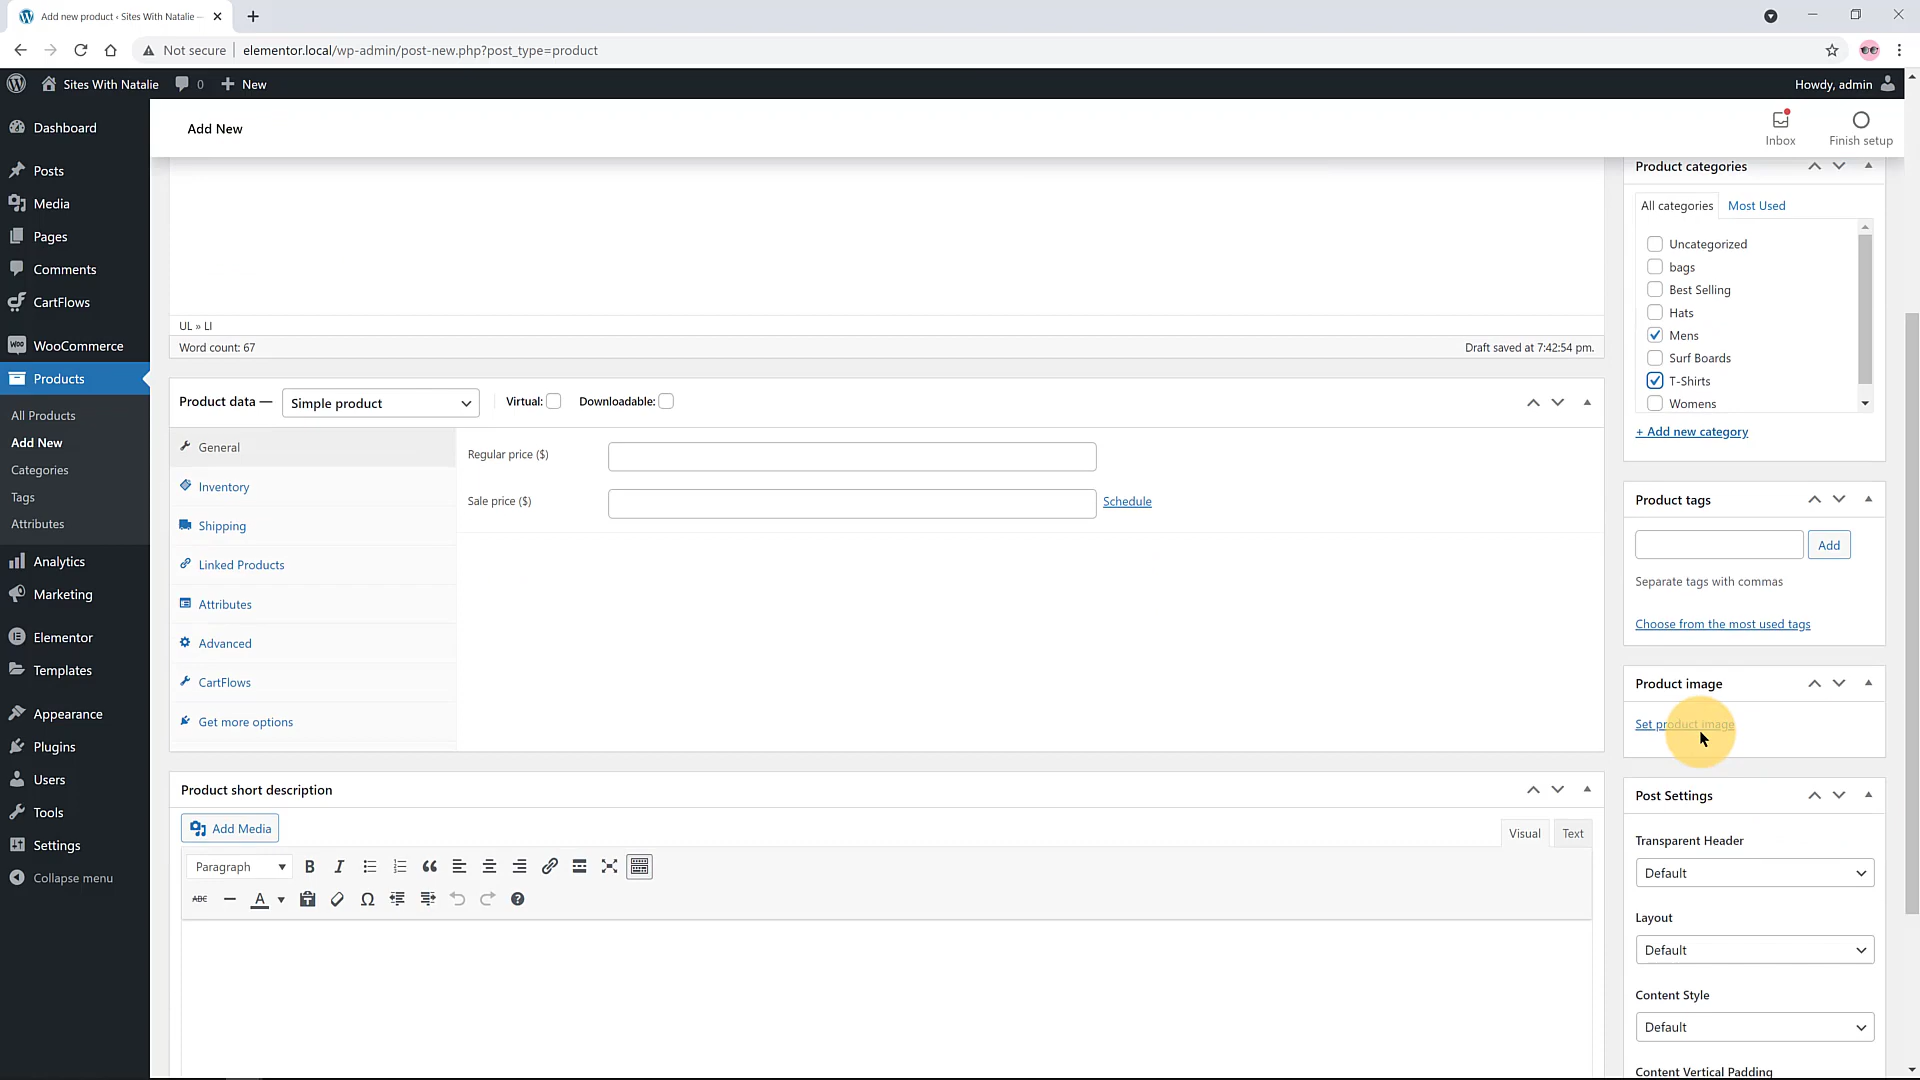 Add new product ‹ Sites With Natalie —
Not secure
elementor.local/wp-admin/post-new.php?post_type=product
Sites With Natalie
0
New
Howdy, admin
Dashboard
Posts
Media
Pages
Comments
CartFlows
WooCommerce
Products
All Products
Add New
Categories
Tags
Attributes
Analytics
Marketing
Elementor
Templates
Appearance
Plugins
Users
Tools
Settings
Collapse menu
Add New
Inbox
Finish setup
UL » LI
Word count: 67
Draft saved at 7:42:54 pm.
Product data —
Simple product
Virtual:
Downloadable:
General
Inventory
Shipping
Linked Products
Attributes
Advanced
CartFlows
Get more options
Regular price ($)
Sale price ($)
Schedule
Product short description
Add Media
Visual
Text
Paragraph
B
I
ABC
A
Ω
Product categories
All categories
Most Used
Uncategorized
bags
Best Selling
Hats
Mens
Surf Boards
T-Shirts
Womens
+ Add new category
Product tags
Add
Separate tags with commas
Choose from the most used tags
Product image
Set product image
Post Settings
Transparent Header
Default
Layout
Default
Content Style
Default
Content Vertical Padding